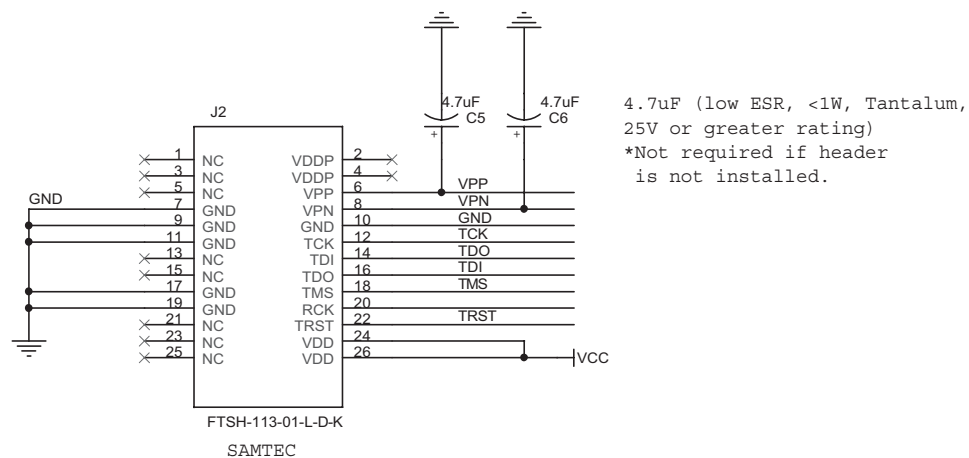 4.7uF
C5
4.7uF
C6
4.7uF (low ESR, <1W, Tantalum,
25V or greater rating)
*Not required if header
is not installed.
J2
+
+
1 NC VDDP 2
3 NC VDDP 4
5 NC VPP 6 VPP
GND 7 GND VPN 8 VPN
9 GND GND 10 GND
11 GND TCK 12 TCK
13 NC TDI 14 TDO
15 NC TDO 16 TDI
17 GND TMS 18 TMS
19 GND RCK 20
21 NC TRST 22 TRST
23 NC VDD 24
25 NC VDD 26 VCC
FTSH-113-01-L-D-K
SAMTEC